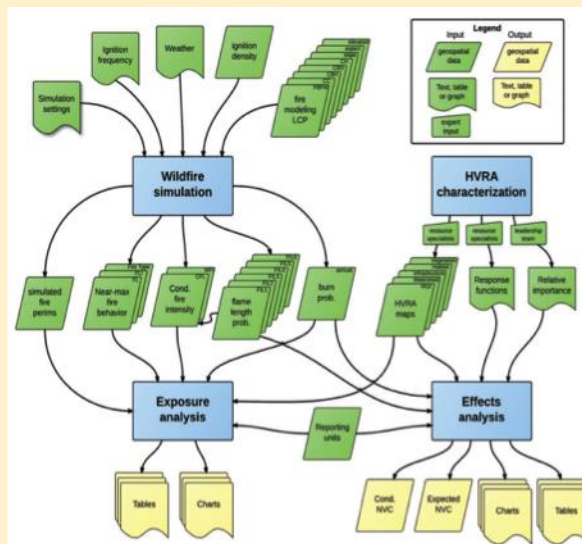 Legend
Input
Output
geospatial
data
geospatial
data
Text, table
or graph
Text, table
or graph
expert
input
Ignition
frequency
Weather
Ignition
density
Simulation
settings
fire
modeling
LCP
Wildfire
simulation
HVRA
characterization
resource
specialists
resource
specialists
leadership
team
simulated
fire
perims
Fire Type
Near-max
fire
behavior
Cond.
fire
intensity
flame
length
prob.
annual
burn
prob.
HVRA
maps
Response
functions
Relative
importance
Exposure
analysis
Effects
analysis
Reporting
units
Tables
Charts
Cond.
NVC
Expected
NVC
Charts
Tables